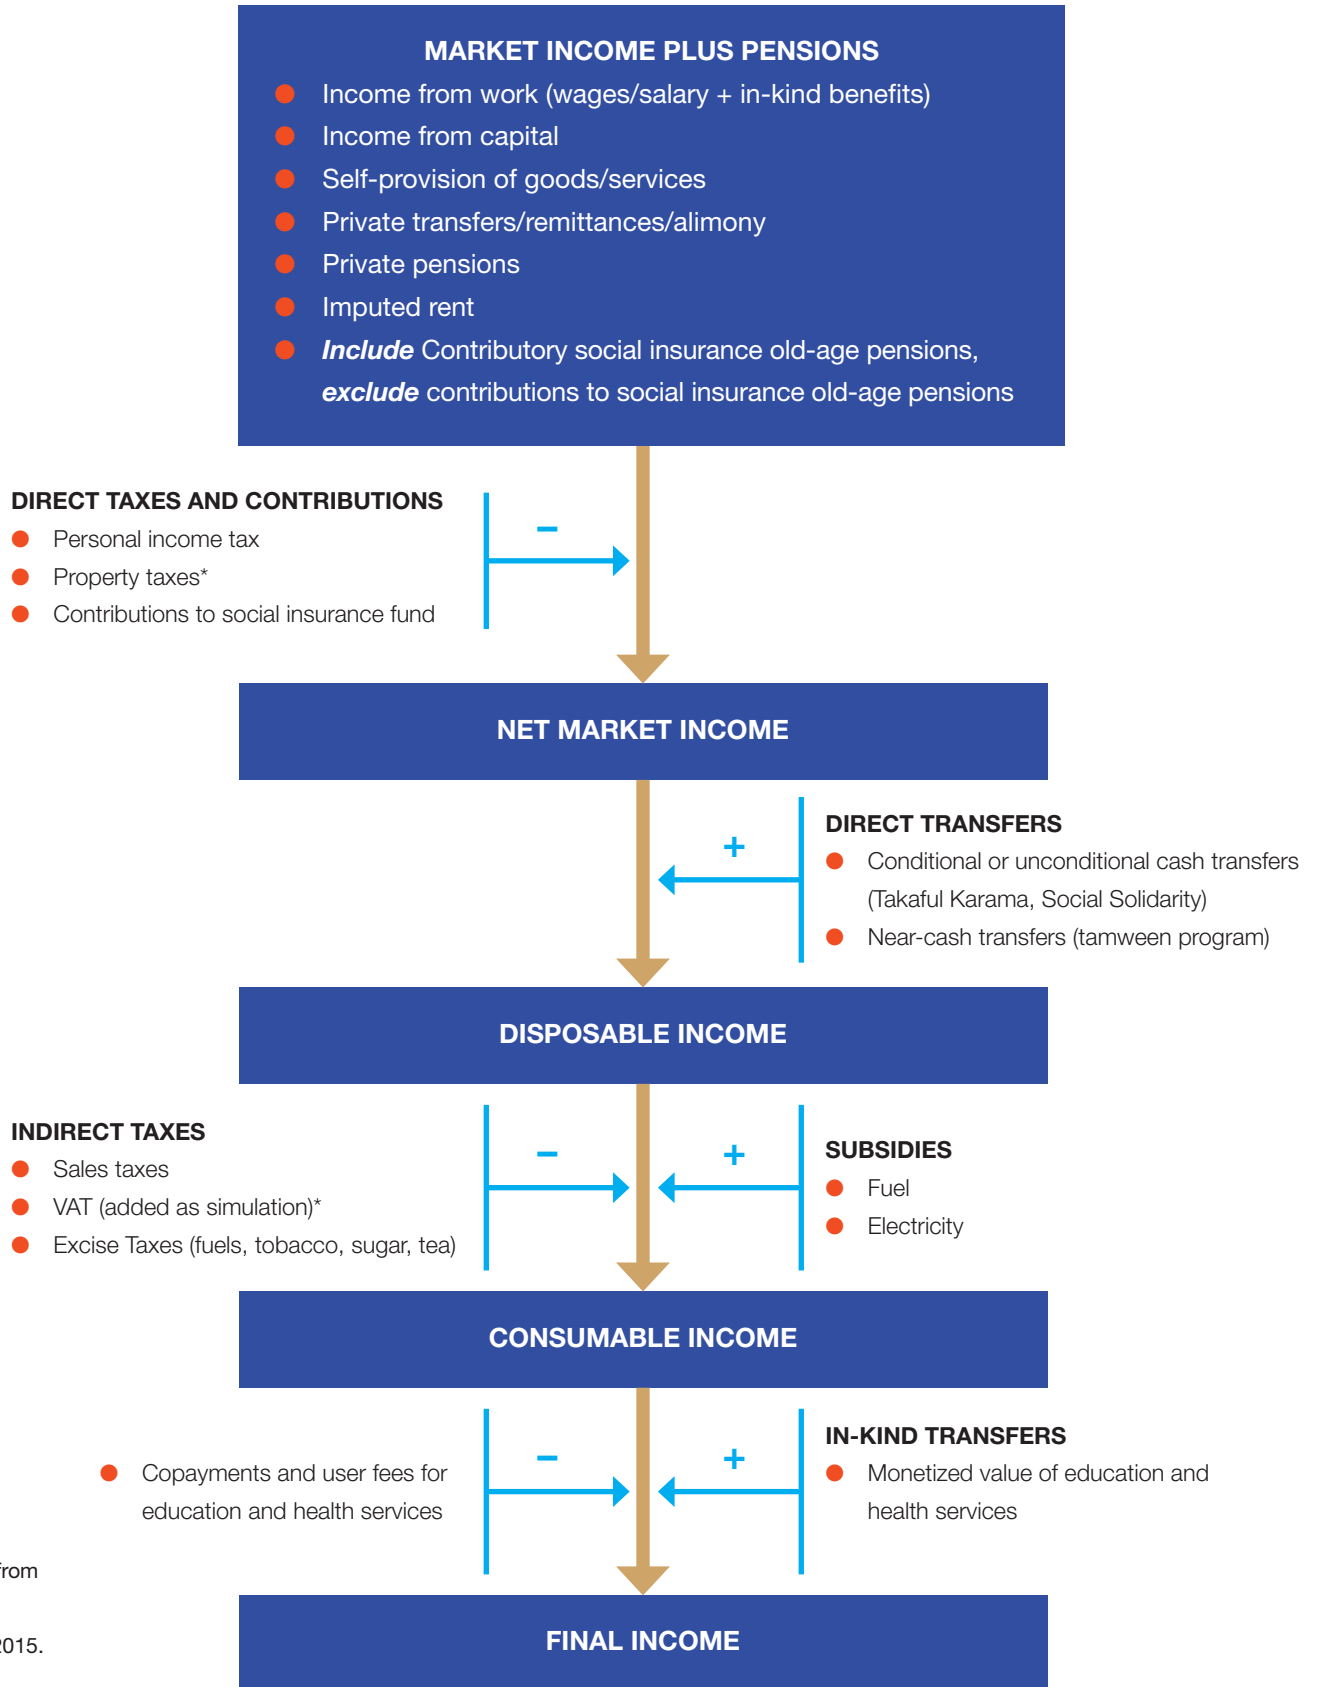 MARKET INCOME PLUS PENSIONS
Income from work (wages/salary + in-kind benefits)
Income from capital
Self-provision of goods/services
Private transfers/remittances/alimony
Private pensions
Imputed rent
Include Contributory social insurance old-age pensions,
exclude contributions to social insurance old-age pensions
DIRECT TAXES AND CONTRIBUTIONS
Personal income tax
Property taxes*
Contributions to social insurance fund
–
NET MARKET INCOME
+
DIRECT TRANSFERS
Conditional or unconditional cash transfers
(Takaful Karama, Social Solidarity)
Near-cash transfers (tamween program)
DISPOSABLE INCOME
INDIRECT TAXES
Sales taxes
VAT (added as simulation)*
Excise Taxes (fuels, tobacco, sugar, tea)
–
+
SUBSIDIES
Fuel
Electricity
CONSUMABLE INCOME
Copayments and user fees for
education and health services
–
+
IN-KIND TRANSFERS
Monetized value of education and
health services
from
2015.
FINAL INCOME